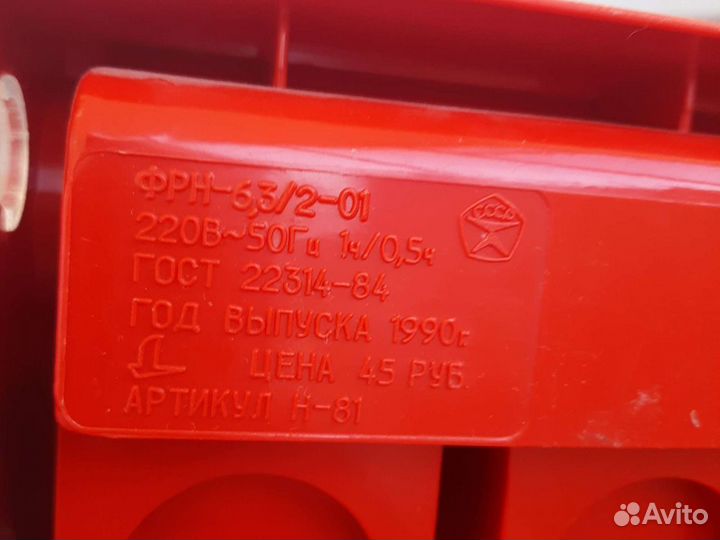 ФРН-6,3/2-01
СССР
220В~50Гц 1ч/0,5ч
ГОСТ 22314-84
ГОД ВЫПУСКА 1990г.
ЦЕНА 45 РУБ.
АРТИКУЛ Н-81
Avito